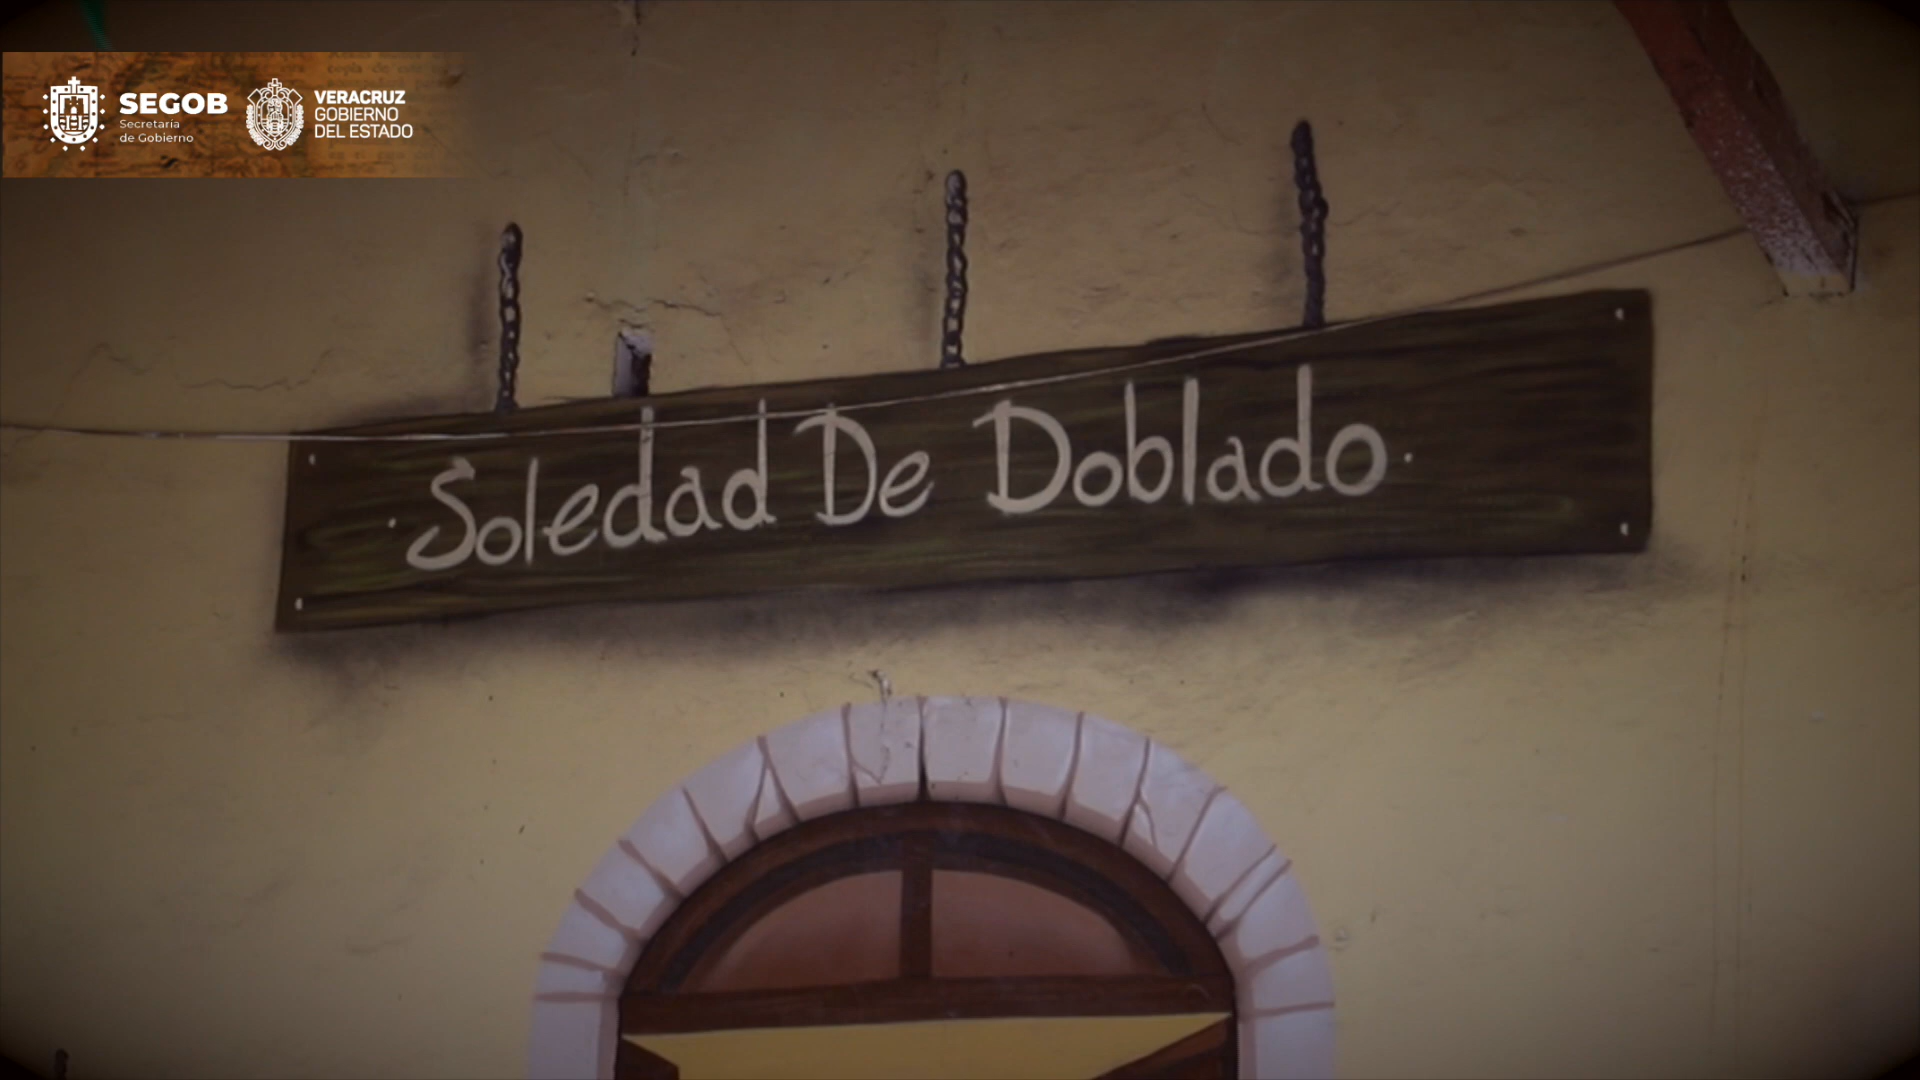 SEGOB
Secretaría
de Gobierno
VERACRUZ
GOBIERNO
DEL ESTADO
· Soledad De Doblado ·